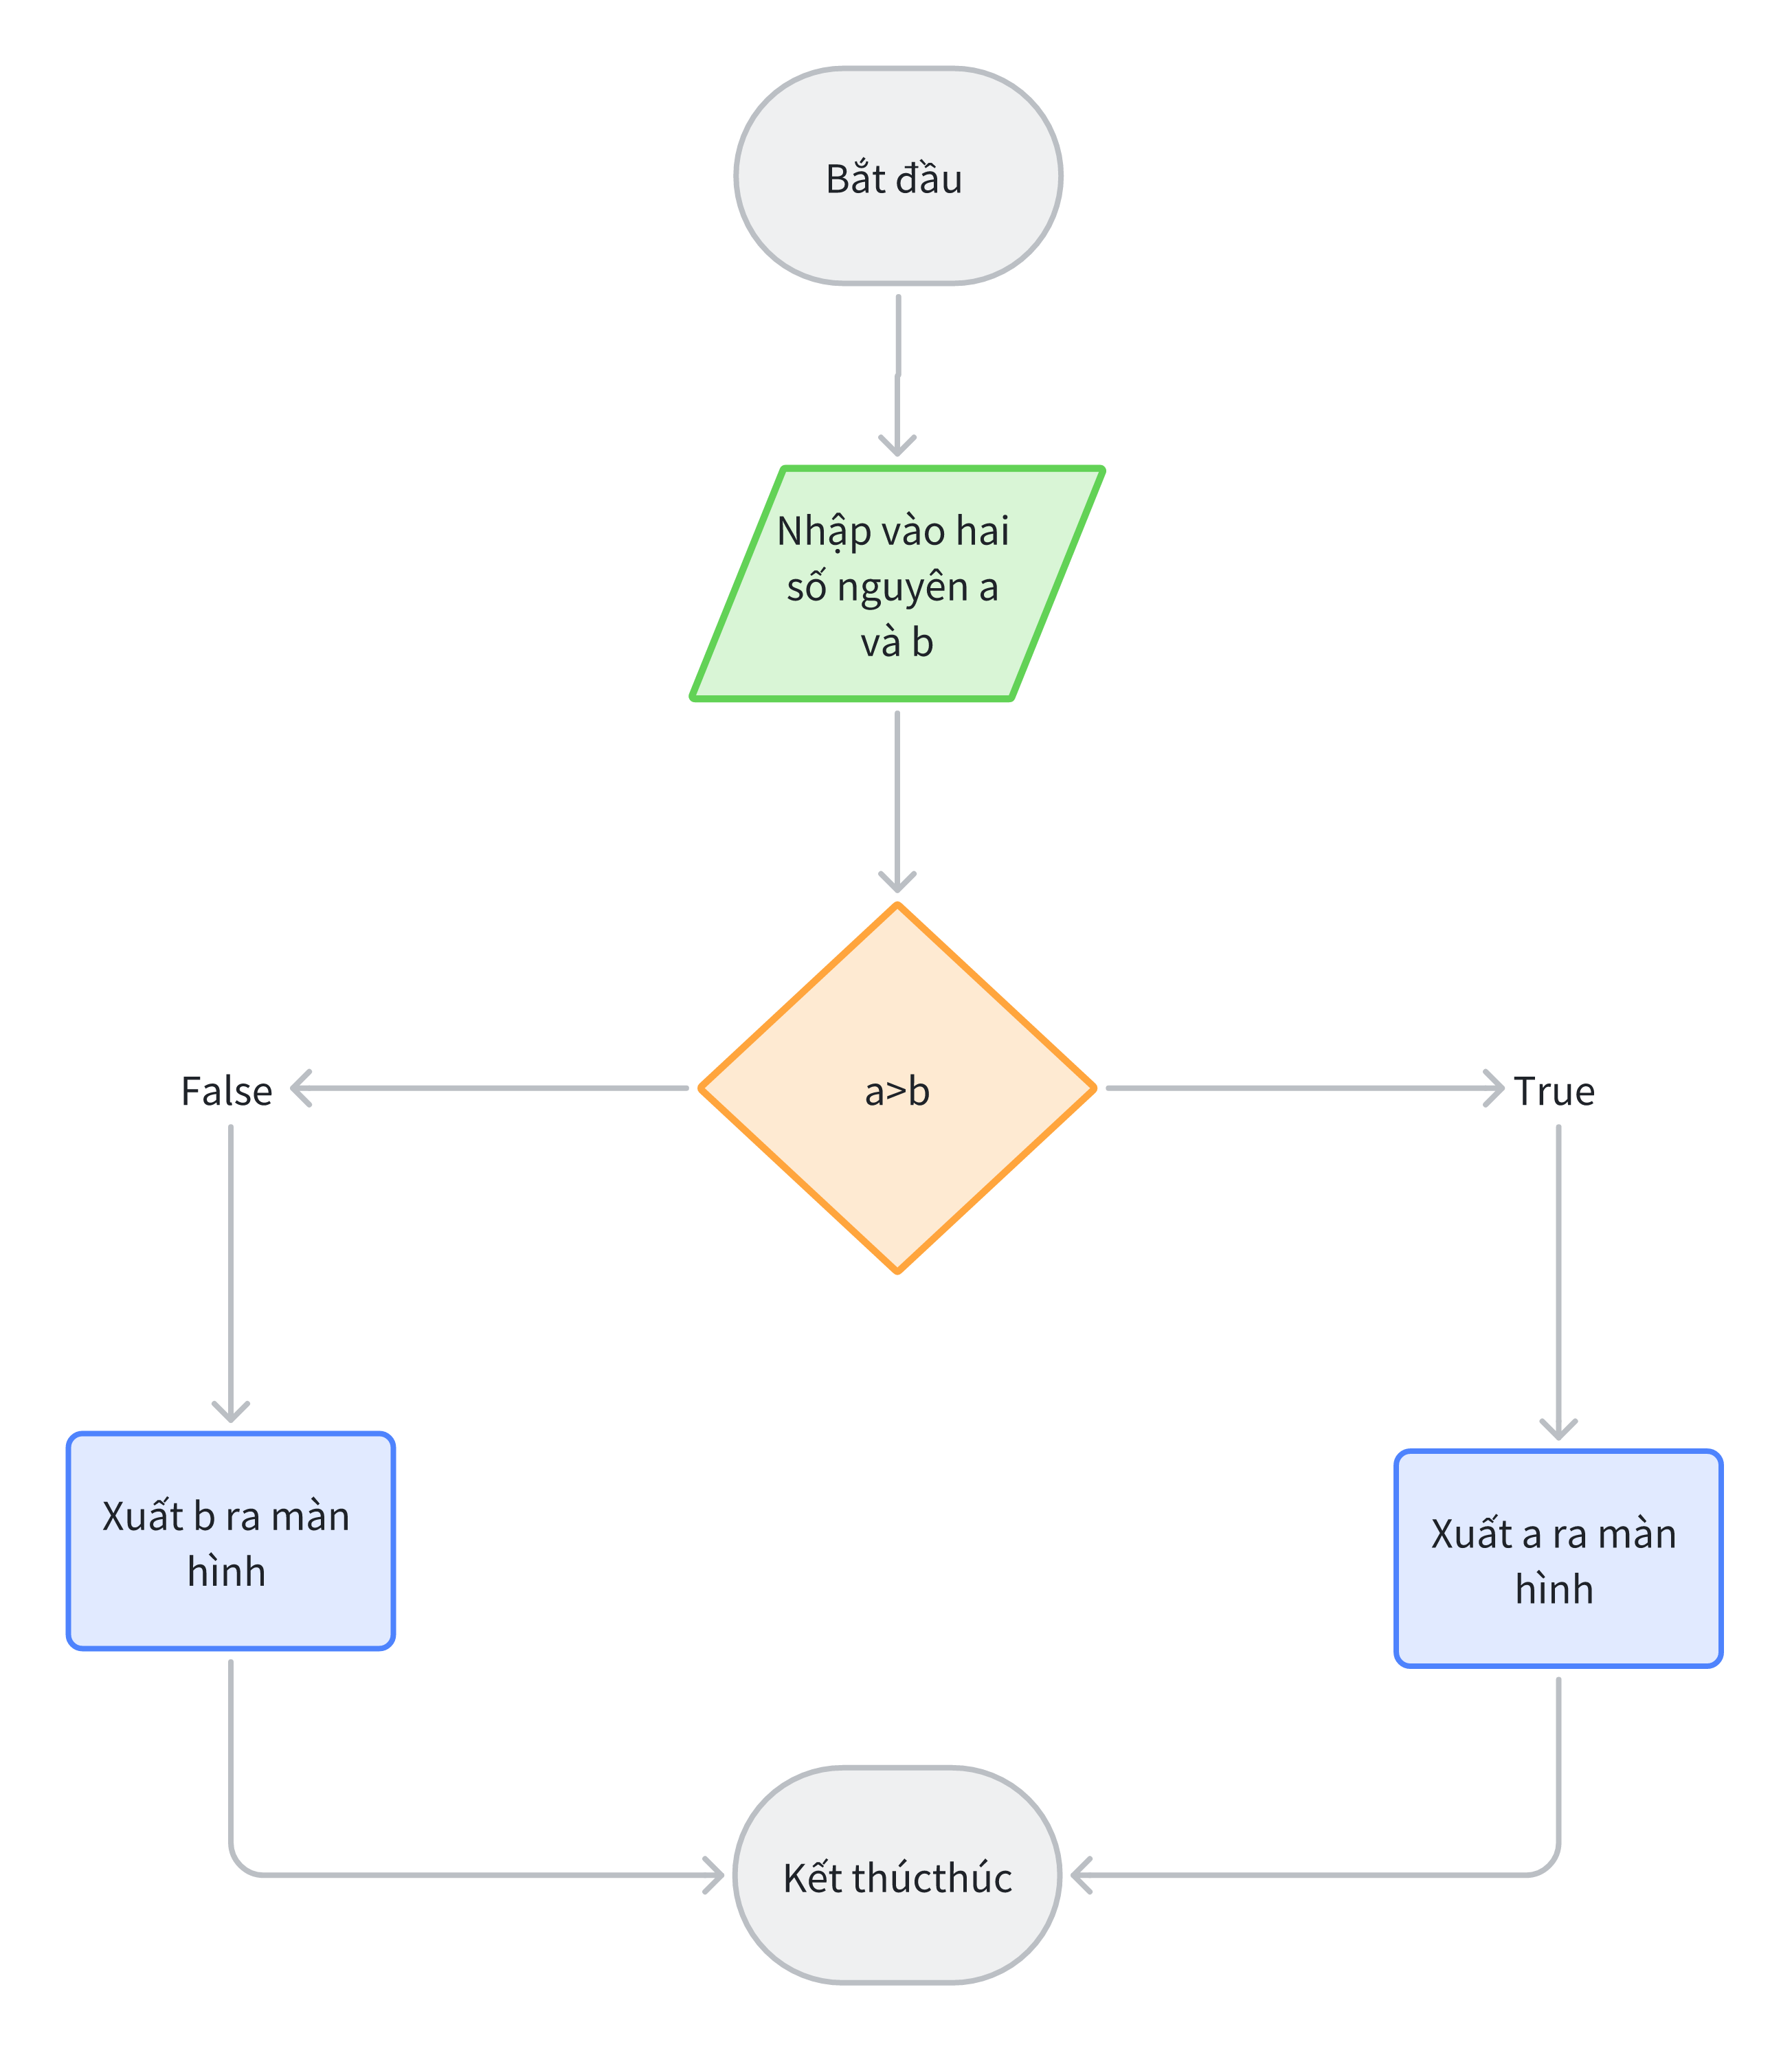 Bắt đầu
Nhập vào hai
số nguyên a
và b
False
a>b
True
Xuất b ra màn
hình
Xuất a ra màn
hình
Kết thúcthúc